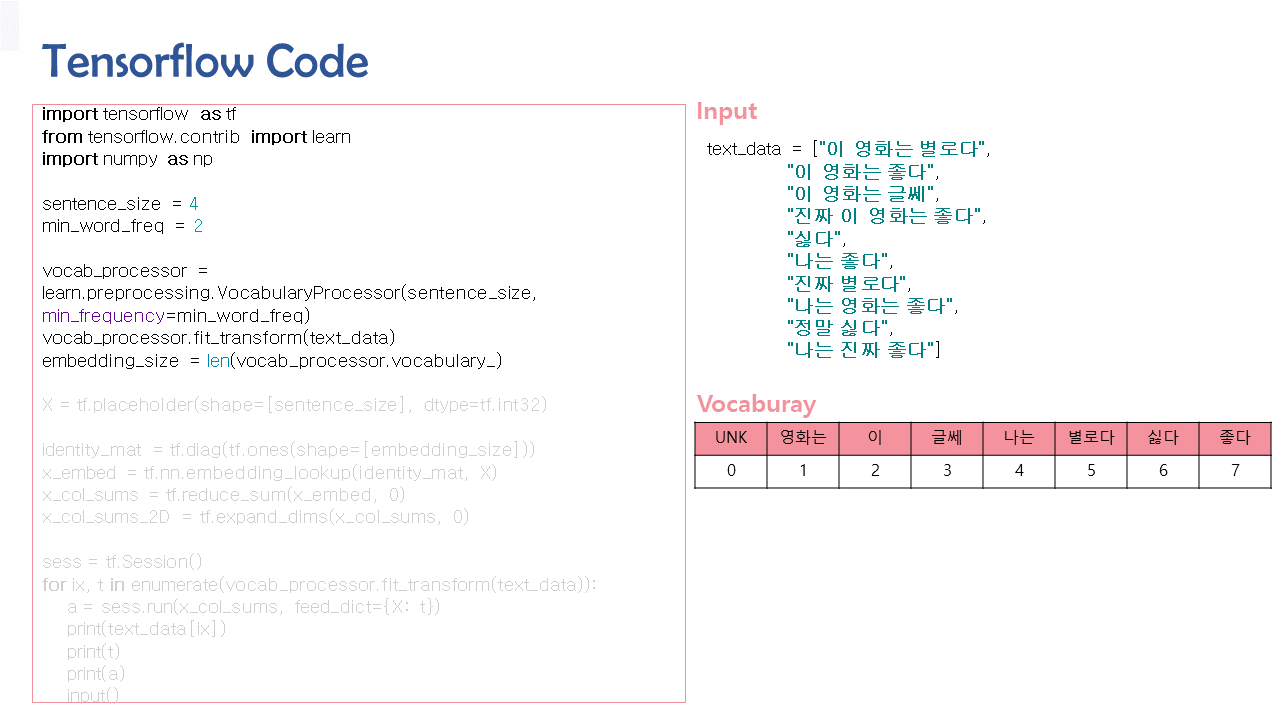 Tensorflow Code
import tensorflow as tf
from tensorflow.contrib import learn
import numpy as np
sentence_size = 4
min_word_freq = 2
vocab_processor =
learn.preprocessing.VocabularyProcessor(sentence_size,
min_frequency=min_word_freq)
vocab_processor.fit_transform(text_data)
embedding_size = len(vocab_processor.vocabulary_)
X = tf.placeholder(shape=[sentence_size], dtype=tf.int32)
identity_mat = tf.diag(tf.ones(shape=[embedding_size]))
x_embed = tf.nn.embedding_lookup(identity_mat, X)
x_col_sums = tf.reduce_sum(x_embed, 0)
x_col_sums_2D = tf.expand_dims(x_col_sums, 0)
sess = tf.Session()
for ix, t in enumerate(vocab_processor.fit_transform(text_data)):
a = sess.run(x_col_sums, feed_dict={X: t})
print(text_data[ix])
print(t)
print(a)
input()
Input
text_data = ["이 영화는 별로다",
"이 영화는 좋다",
"이 영화는 글쎄",
"진짜 이 영화는 좋다",
"싫다",
"나는 좋다",
"진짜 별로다",
"나는 영화는 좋다",
"정말 싫다",
"나는 진짜 좋다"]
Vocaburay
UNK 영화는 이 글쎄 나는 별로다 싫다 좋다
0 1 2 3 4 5 6 7